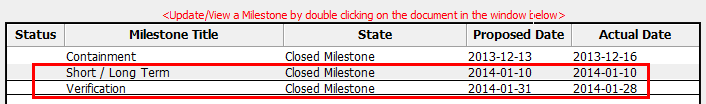 <Update/View a Milestone by double clicking on the document in the window below>
Status Milestone Title State Proposed Date Actual Date
Containment Closed Milestone 2013-12-13 2013-12-16
Short / Long Term Closed Milestone 2014-01-10 2014-01-10
Verification Closed Milestone 2014-01-31 2014-01-28